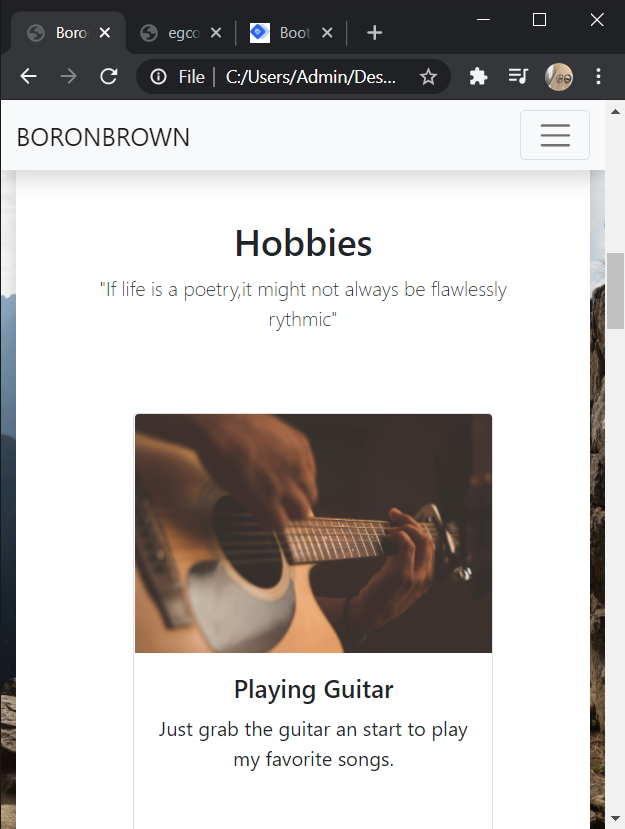 Boro
egco
Boot
File
C:/Users/Admin/Des...
BORONBROWN
Hobbies
"If life is a poetry,it might not always be flawlessly
rythmic"
Playing Guitar
Just grab the guitar an start to play
my favorite songs.